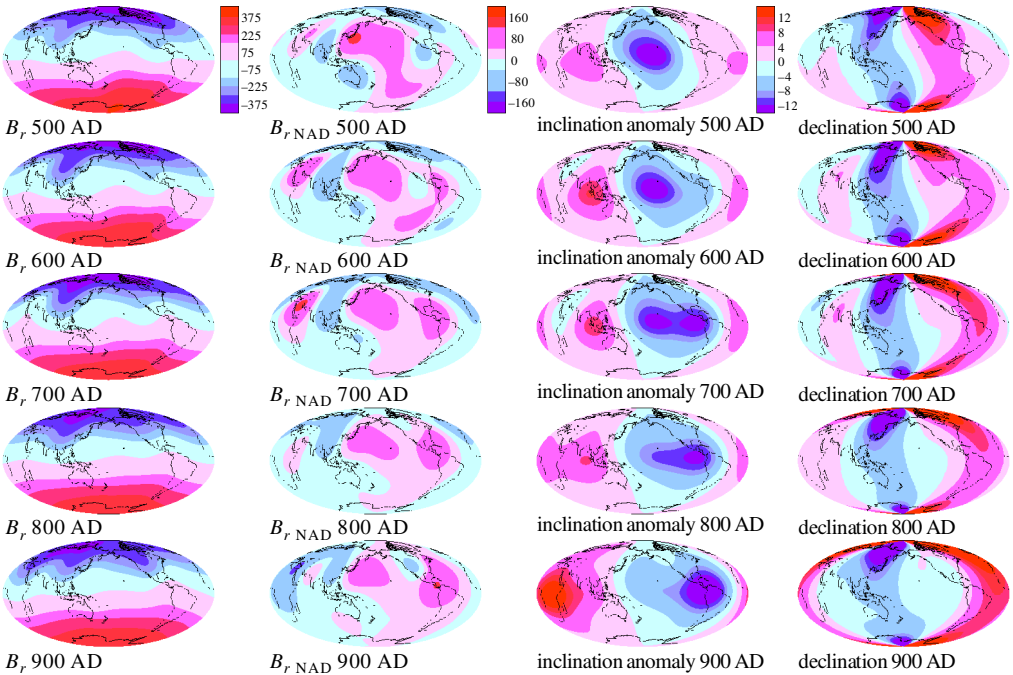 375
225
75
−75
−225
−375
160
80
0
−80
−160
12
8
4
0
−4
−8
−12
B_r 500 AD
B_r NAD 500 AD
inclination anomaly 500 AD
declination 500 AD
B_r 600 AD
B_r NAD 600 AD
inclination anomaly 600 AD
declination 600 AD
B_r 700 AD
B_r NAD 700 AD
inclination anomaly 700 AD
declination 700 AD
B_r 800 AD
B_r NAD 800 AD
inclination anomaly 800 AD
declination 800 AD
B_r 900 AD
B_r NAD 900 AD
inclination anomaly 900 AD
declination 900 AD